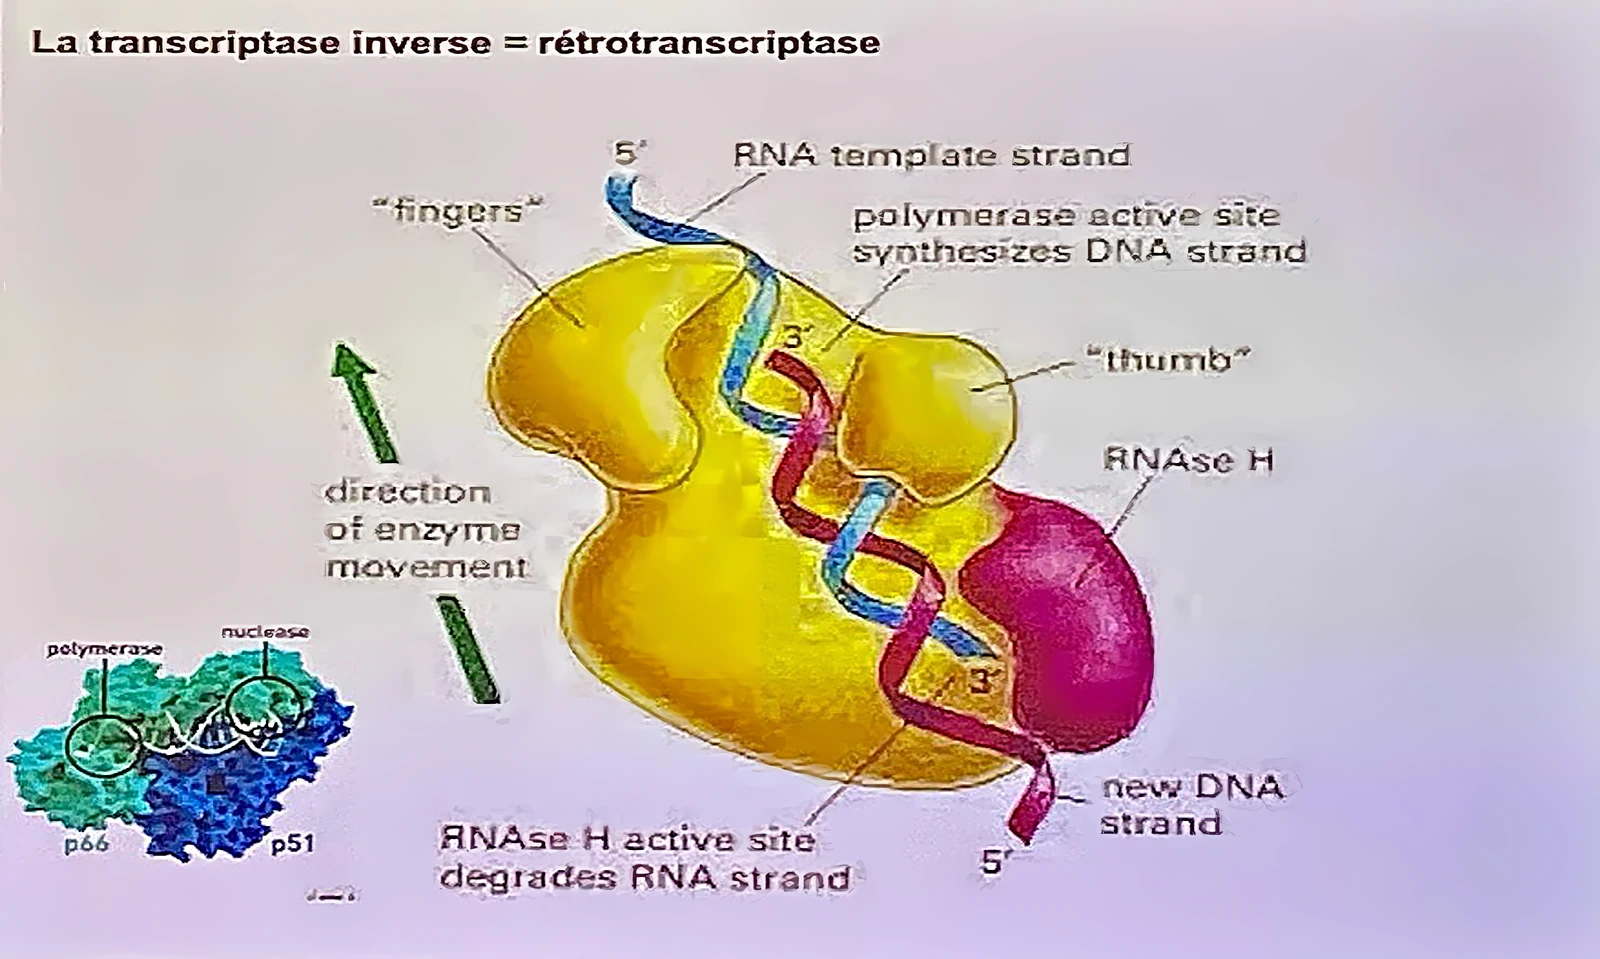 La transcriptase inverse = rétrotranscriptase
5'
RNA template strand
"fingers"
polymerase active site
synthesizes DNA strand
3'
"thumb"
RNAse H
direction
of enzyme
movement
nuclease
polymerase
3'
p66
p51
new DNA
strand
RNAse H active site
degrades RNA strand
5'